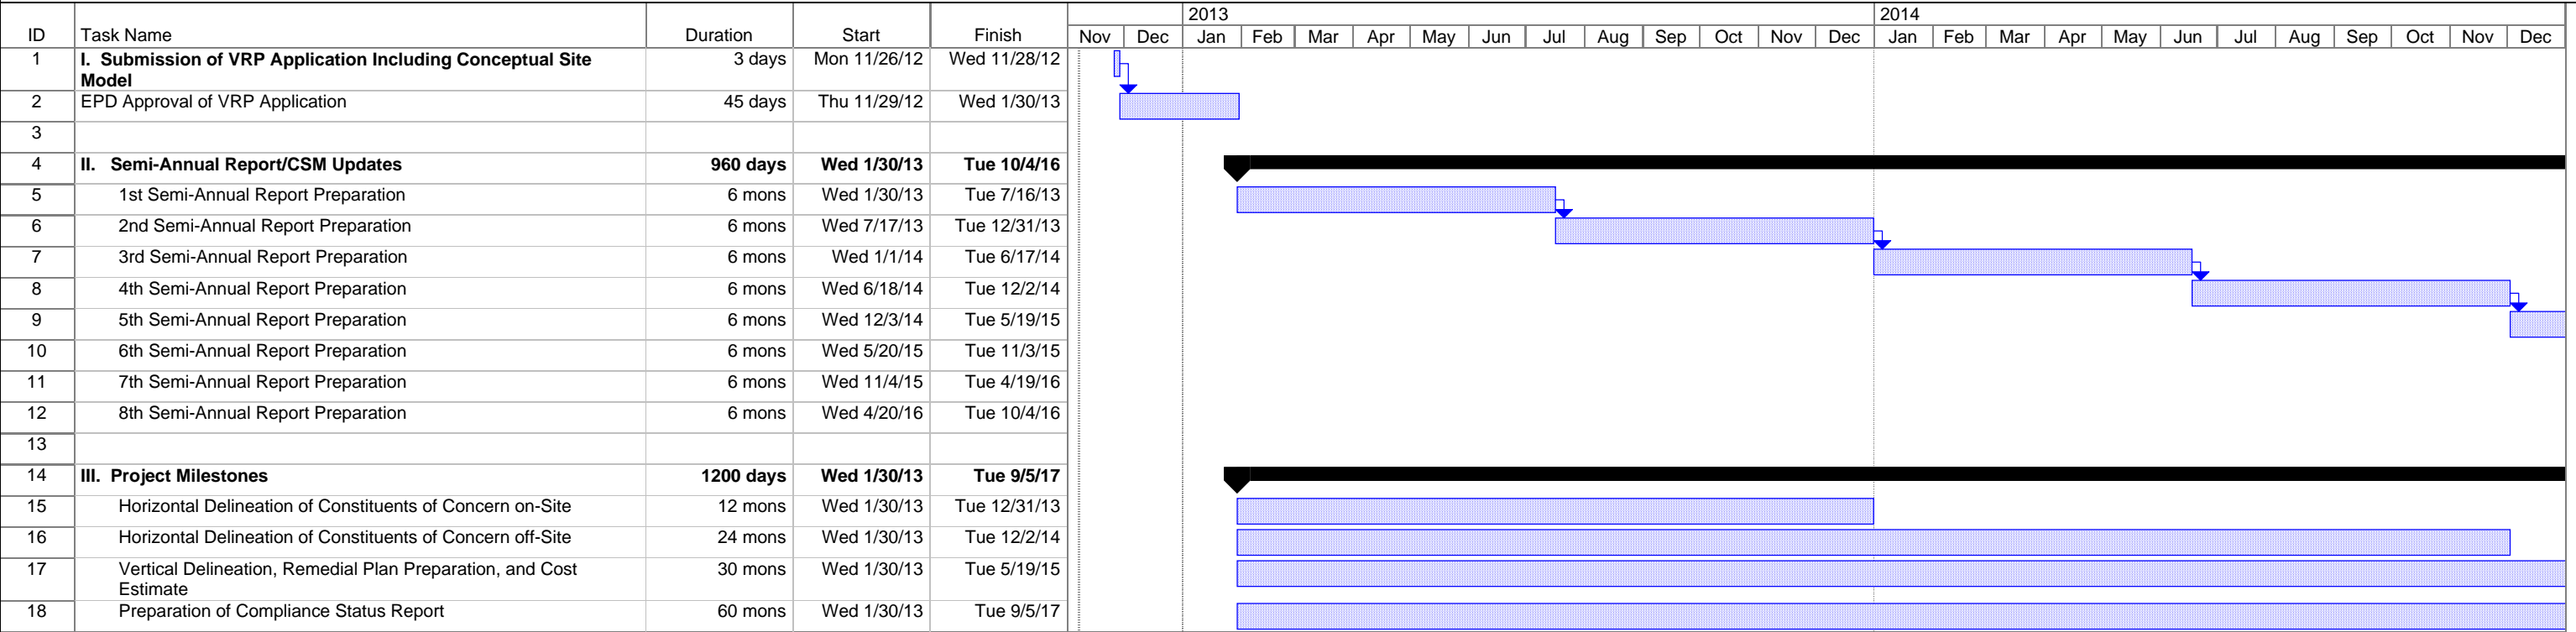 2013 2014
ID Task Name Duration Start Finish Nov Dec Jan Feb Mar Apr May Jun Jul Aug Sep Oct Nov Dec Jan Feb Mar Apr May Jun Jul Aug Sep Oct Nov Dec
1 I. Submission of VRP Application Including Conceptual Site 3 days Mon 11/26/12 Wed 11/28/12
Model
2 EPD Approval of VRP Application 45 days Thu 11/29/12 Wed 1/30/13
3
4 II. Semi-Annual Report/CSM Updates 960 days Wed 1/30/13 Tue 10/4/16
5 1st Semi-Annual Report Preparation 6 mons Wed 1/30/13 Tue 7/16/13
6 2nd Semi-Annual Report Preparation 6 mons Wed 7/17/13 Tue 12/31/13
7 3rd Semi-Annual Report Preparation 6 mons Wed 1/1/14 Tue 6/17/14
8 4th Semi-Annual Report Preparation 6 mons Wed 6/18/14 Tue 12/2/14
9 5th Semi-Annual Report Preparation 6 mons Wed 12/3/14 Tue 5/19/15
10 6th Semi-Annual Report Preparation 6 mons Wed 5/20/15 Tue 11/3/15
11 7th Semi-Annual Report Preparation 6 mons Wed 11/4/15 Tue 4/19/16
12 8th Semi-Annual Report Preparation 6 mons Wed 4/20/16 Tue 10/4/16
13
14 III. Project Milestones 1200 days Wed 1/30/13 Tue 9/5/17
15 Horizontal Delineation of Constituents of Concern on-Site 12 mons Wed 1/30/13 Tue 12/31/13
16 Horizontal Delineation of Constituents of Concern off-Site 24 mons Wed 1/30/13 Tue 12/2/14
17 Vertical Delineation, Remedial Plan Preparation, and Cost 30 mons Wed 1/30/13 Tue 5/19/15
Estimate
18 Preparation of Compliance Status Report 60 mons Wed 1/30/13 Tue 9/5/17